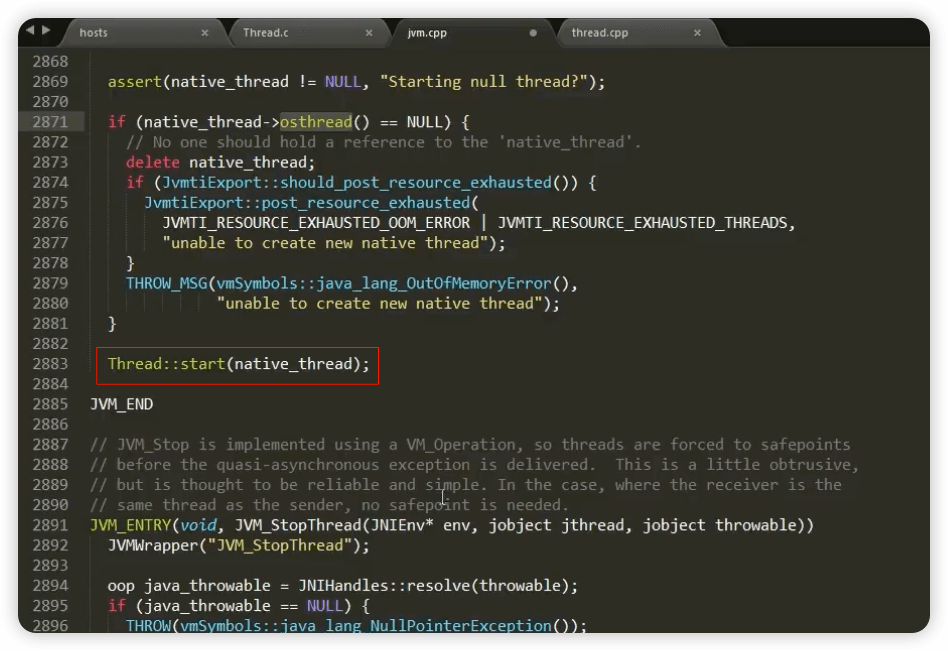 hosts × Thread.c × jvm.cpp thread.cpp ×
2868
2869 assert(native_thread != NULL, "Starting null thread?");
2870
2871 if (native_thread->osthread() == NULL) {
2872 // No one should hold a reference to the 'native_thread'.
2873 delete native_thread;
2874 if (JvmtiExport::should_post_resource_exhausted()) {
2875 JvmtiExport::post_resource_exhausted(
2876 JVMTI_RESOURCE_EXHAUSTED_OOM_ERROR | JVMTI_RESOURCE_EXHAUSTED_THREADS,
2877 "unable to create new native thread");
2878 }
2879 THROW_MSG(vmSymbols::java_lang_OutOfMemoryError(),
2880 "unable to create new native thread");
2881 }
2882
2883 Thread::start(native_thread);
2884
2885 JVM_END
2886
2887 // JVM_Stop is implemented using a VM_Operation, so threads are forced to safepoints
2888 // before the quasi-asynchronous exception is delivered.  This is a little obtrusive,
2889 // but is thought to be reliable and simple. In the case, where the receiver is the
2890 // same thread as the sender, no safepoint is needed.
2891 JVM_ENTRY(void, JVM_StopThread(JNIEnv* env, jobject jthread, jobject throwable))
2892 JVMWrapper("JVM_StopThread");
2893
2894 oop java_throwable = JNIHandles::resolve(throwable);
2895 if (java_throwable == NULL) {
2896 THROW(vmSymbols::java_lang_NullPointerException());